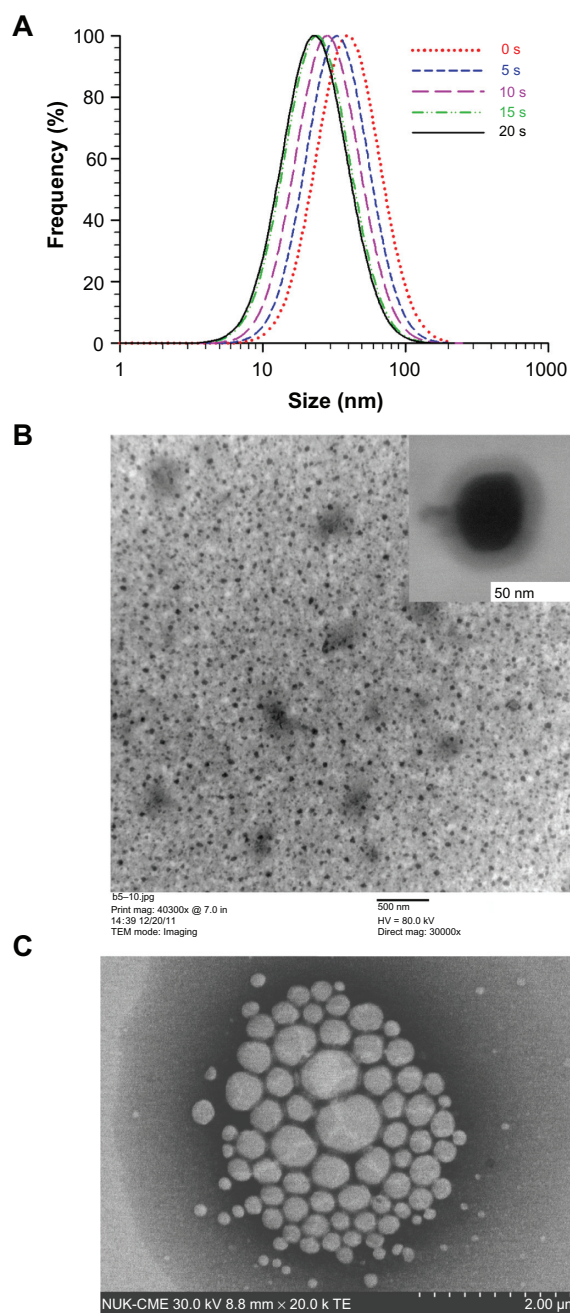 A
100
80
60
40
20
0
Frequency (%)
0 s
5 s
10 s
15 s
20 s
1
10
100
1000
Size (nm)
B
50 nm
b5–10.jpg
Print mag: 40300x @ 7.0 in
14:39 12/20/11
TEM mode: Imaging
500 nm
HV = 80.0 kV
Direct mag: 30000x
C
NUK-CME 30.0 kV 8.8 mm × 20.0 k TE
2.00 µm